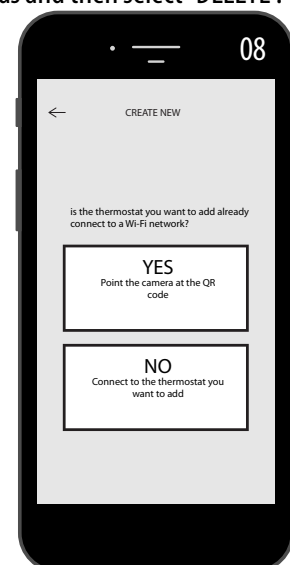 and then select "DELETE".
08
CREATE NEW
is the thermostat you want to add already
connect to a Wi-Fi network?
YES
Point the camera at the QR
code
NO
Connect to the thermostat you
want to add